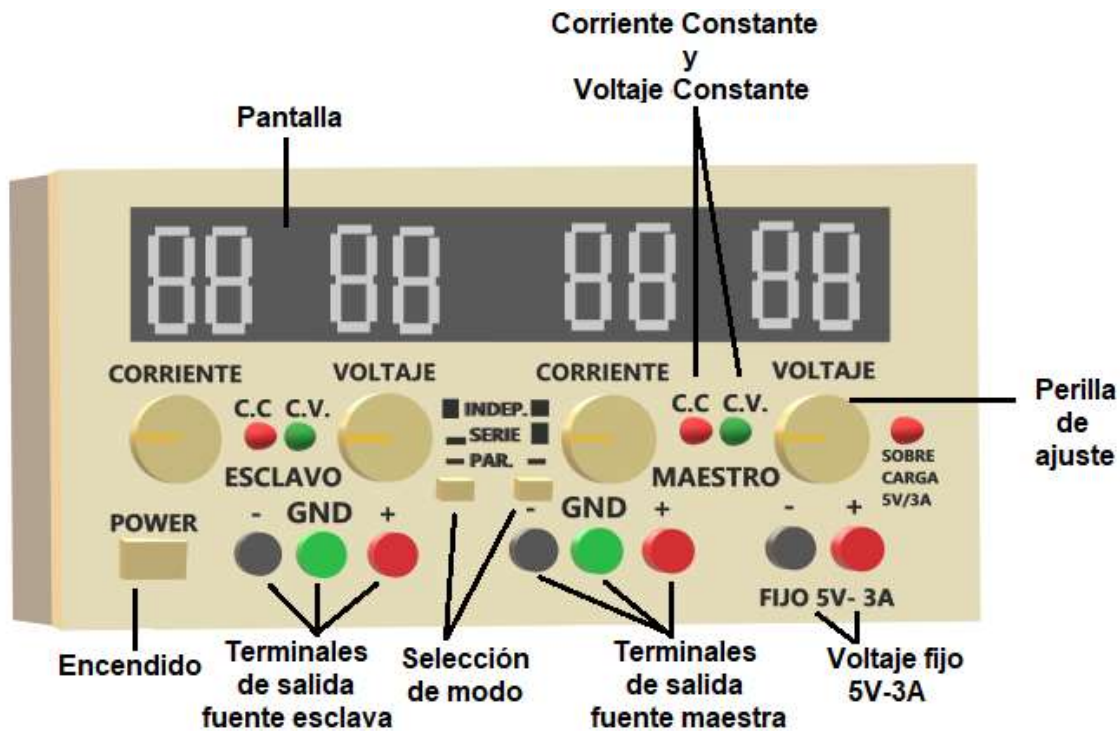 Corriente Constante
y
Voltaje Constante
Pantalla
88 88 88 88
CORRIENTE VOLTAJE CORRIENTE VOLTAJE
C.C C.V. INDEP. C.C C.V.
SERIE
PAR.
ESCLAVO MAESTRO
SOBRE
CARGA
5V/3A
Perilla
de
ajuste
POWER - GND + - GND + - +
FIJO 5V- 3A
Encendido
Terminales
de salida
fuente esclava
Selección
de modo
Terminales
de salida
fuente maestra
Voltaje fijo
5V-3A